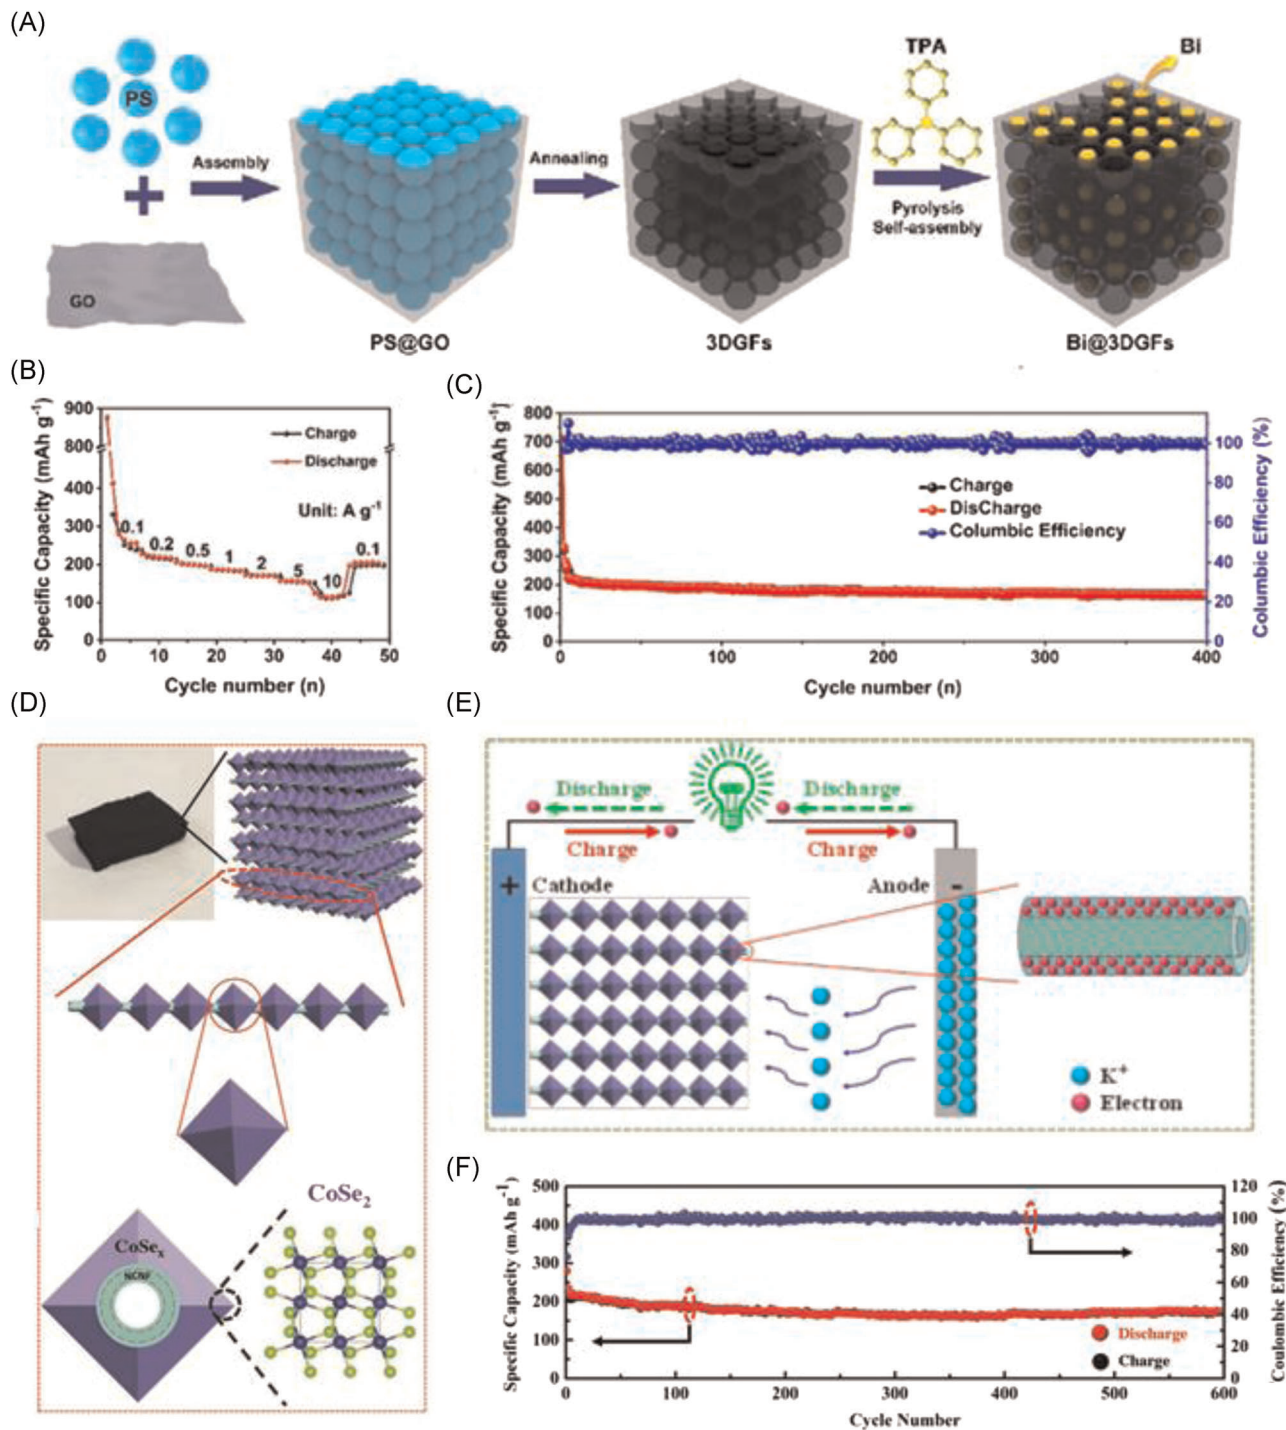 (A)
PS
Assembly
GO
PS@GO
Annealing
3DGFs
TPA
Bi
Pyrolysis
Self-assembly
Bi@3DGFs
(B)
Specific Capacity (mAh g-1)
900
800
400
300
200
100
0
Charge
Discharge
Unit: A g-1
0.1
0.2
0.5
1
2
5
10
0.1
0
10
20
30
40
50
Cycle number (n)
(C)
Specific Capacity (mAh g-1]
800
700
600
500
400
300
200
100
0
Charge
DisCharge
Columbic Efficiency
100
80
60
40
20
0
Columbic Efficiency (%)
0
100
200
300
400
Cycle number (n)
(D)
CoSe2
CoSex
NCNF
(E)
Discharge
Discharge
Charge
Charge
+ Cathode
Anode -
K+
Electron
(F)
Specific Capacity (mAh g-1)
500
400
300
200
100
0
Discharge
Charge
120
100
80
60
40
20
0
Coulombic Efficiency (%)
0
100
200
300
400
500
600
Cycle Number